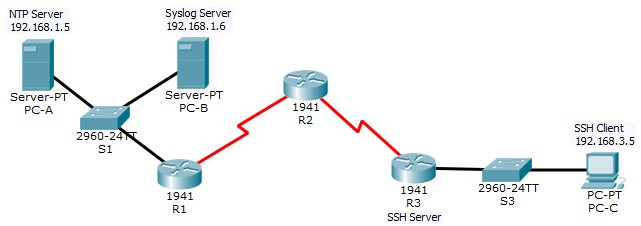 NTP Server
192.168.1.5
Server-PT
PC-A
Syslog Server
192.168.1.6
Server-PT
PC-B
2960-24TT
S1
1941
R1
1941
R2
1941
R3
SSH Server
2960-24TT
S3
SSH Client
192.168.3.5
PC-PT
PC-C